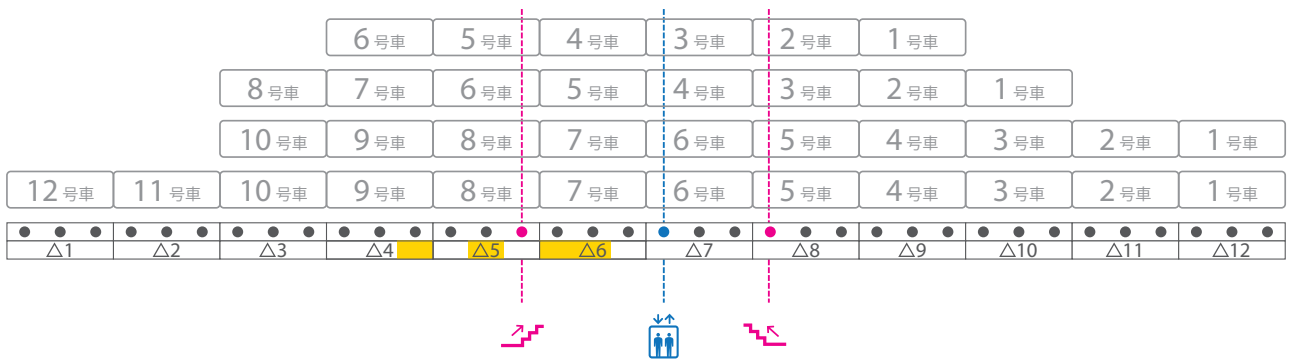 6号車 5号車 4号車 3号車 2号車 1号車
8号車 7号車 6号車 5号車 4号車 3号車 2号車 1号車
10号車 9号車 8号車 7号車 6号車 5号車 4号車 3号車 2号車 1号車
12号車 11号車 10号車 9号車 8号車 7号車 6号車 5号車 4号車 3号車 2号車 1号車
△1 △2 △3 △4 △5 △6 △7 △8 △9 △10 △11 △12